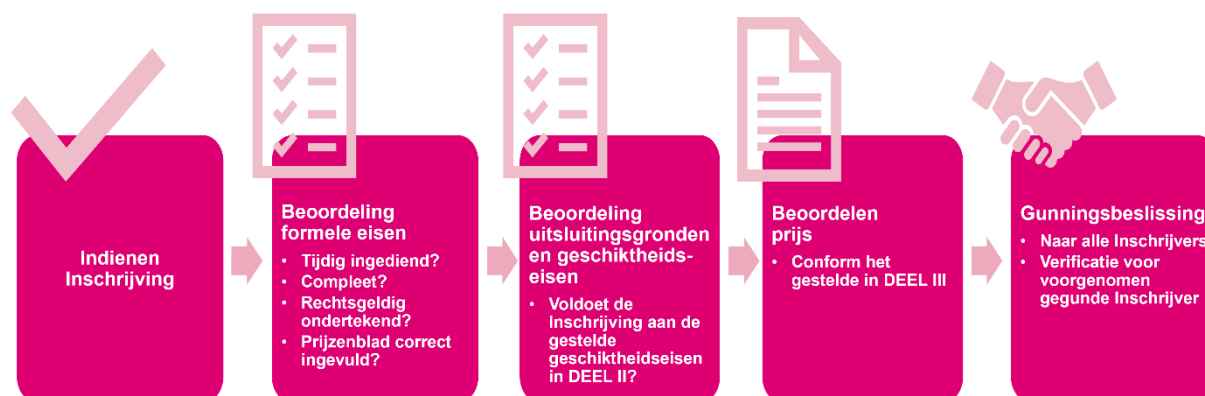 Indienen
Inschrijving
Beoordeling
formele eisen
• Tijdig ingediend?
• Compleet?
• Rechtsgeldig
ondertekend?
• Prijzenblad correct
ingevuld?
Beoordeling
uitsluitingsgronden
en geschiktheids-
eisen
• Voldoet de
Inschrijving aan de
gestelde
geschiktheidseisen
in DEEL II?
Beoordelen
prijs
• Conform het
gestelde in DEEL III
Gunningsbeslissing
• Naar alle Inschrijvers
• Verificatie voor
voorgenomen
gegunde Inschrijver